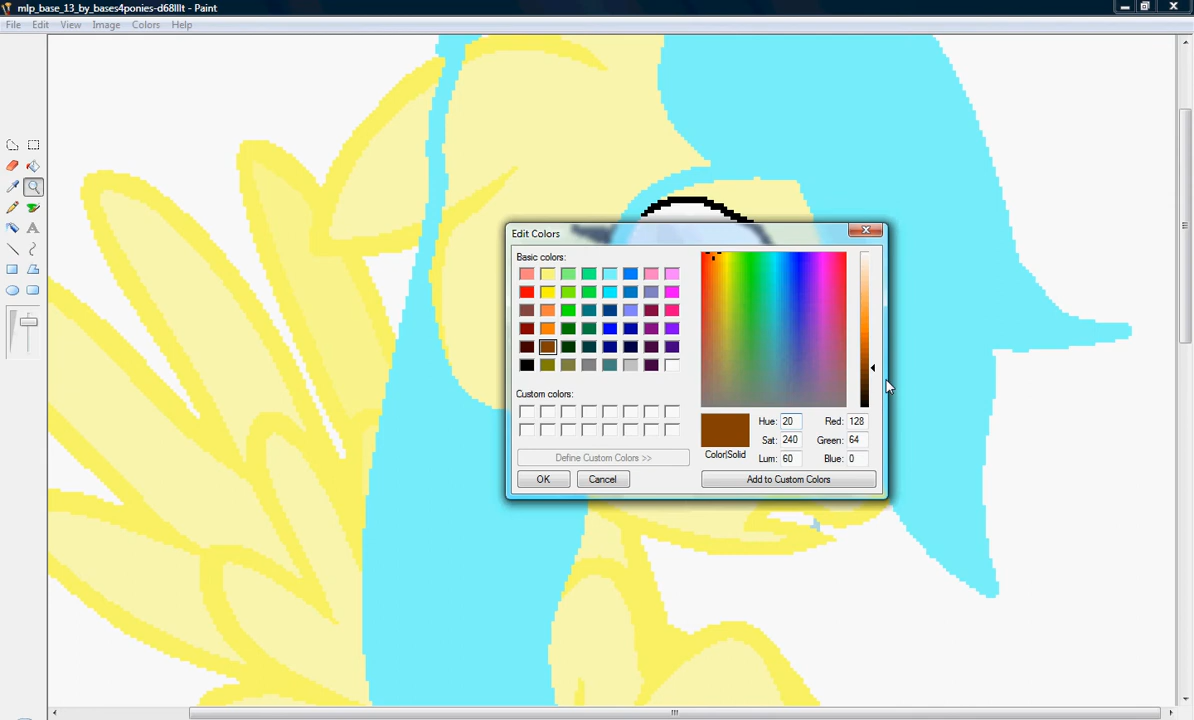 mlp_base_13_by_bases4ponies-d68lllt - Paint
File Edit View Image Colors Help
Edit Colors
Basic colors:
Custom colors:
Define Custom Colors >>
OK Cancel
Color|Solid
Hue: 20 Red: 128
Sat: 240 Green: 64
Lum: 60 Blue: 0
Add to Custom Colors